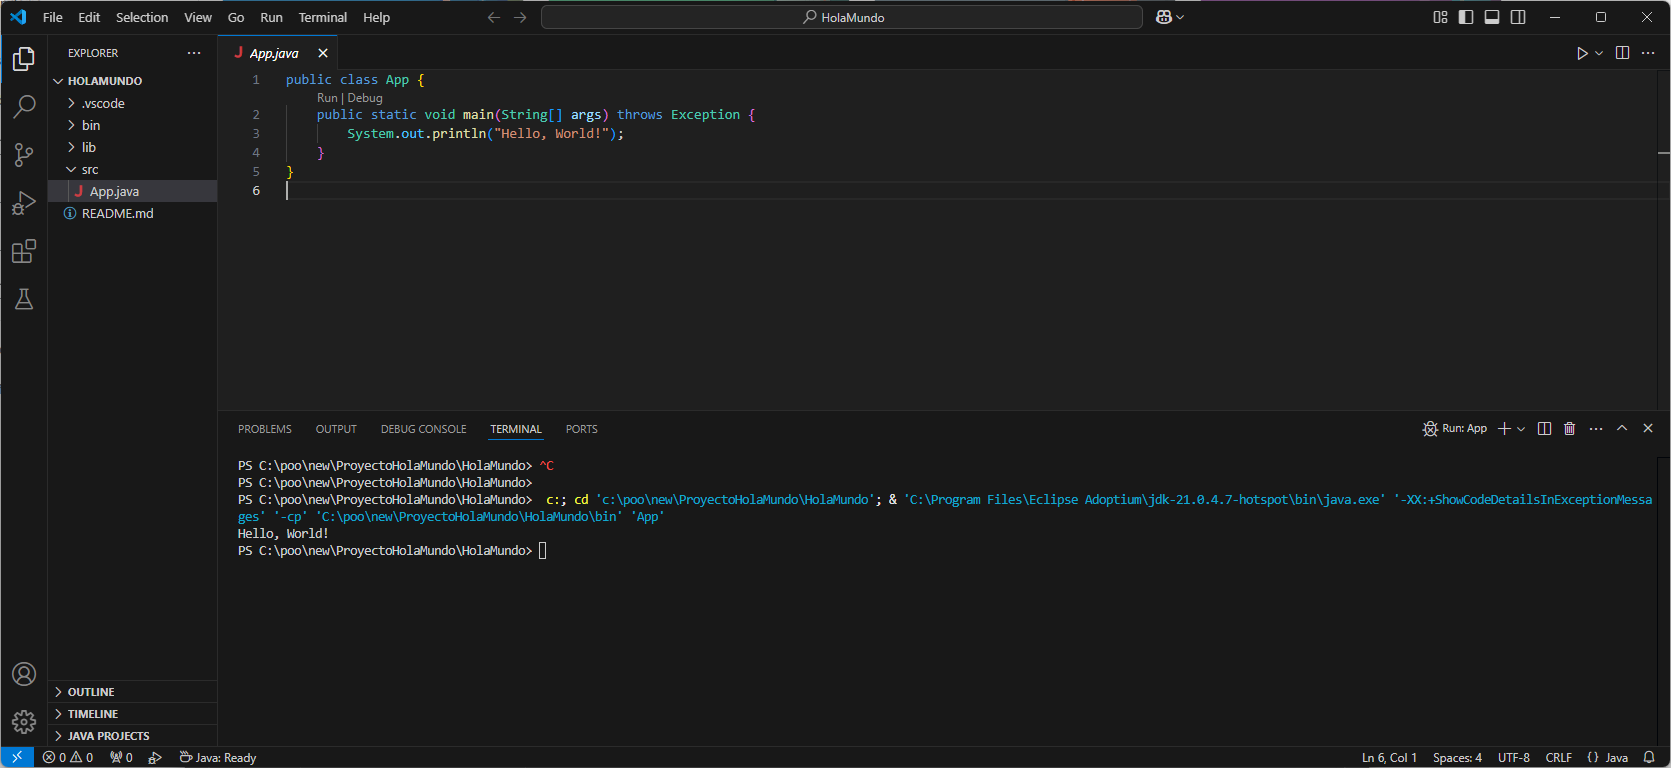 File Edit Selection View Go Run Terminal Help
HolaMundo
EXPLORER
HOLAMUNDO
.vscode
bin
lib
src
J App.java
README.md
OUTLINE
TIMELINE
JAVA PROJECTS
J App.java
1 public class App {
Run | Debug
2 public static void main(String[] args) throws Exception {
3 System.out.println("Hello, World!");
4 }
5 }
6
PROBLEMS OUTPUT DEBUG CONSOLE TERMINAL PORTS
Run: App
PS C:\poo\new\ProyectoHolaMundo\HolaMundo> ^C
PS C:\poo\new\ProyectoHolaMundo\HolaMundo>
PS C:\poo\new\ProyectoHolaMundo\HolaMundo> c:; cd 'c:\poo\new\ProyectoHolaMundo\HolaMundo'; & 'C:\Program Files\Eclipse Adoptium\jdk-21.0.4.7-hotspot\bin\java.exe' '-XX:+ShowCodeDetailsInExceptionMessa
ges' '-cp' 'C:\poo\new\ProyectoHolaMundo\HolaMundo\bin' 'App'
Hello, World!
PS C:\poo\new\ProyectoHolaMundo\HolaMundo>
0 0 0 Java: Ready
Ln 6, Col 1 Spaces: 4 UTF-8 CRLF {} Java